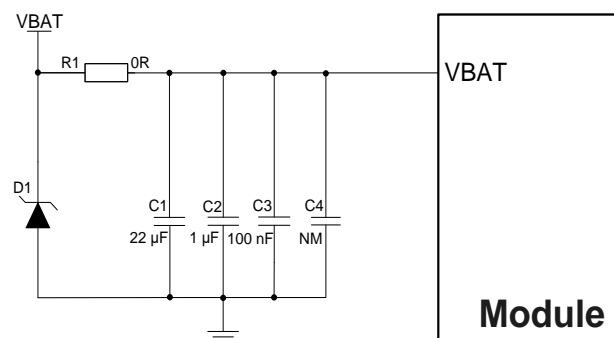 VBAT
R1 0R
VBAT
D1
C1 C2 C3 C4
22 µF 1 µF 100 nF NM
Module